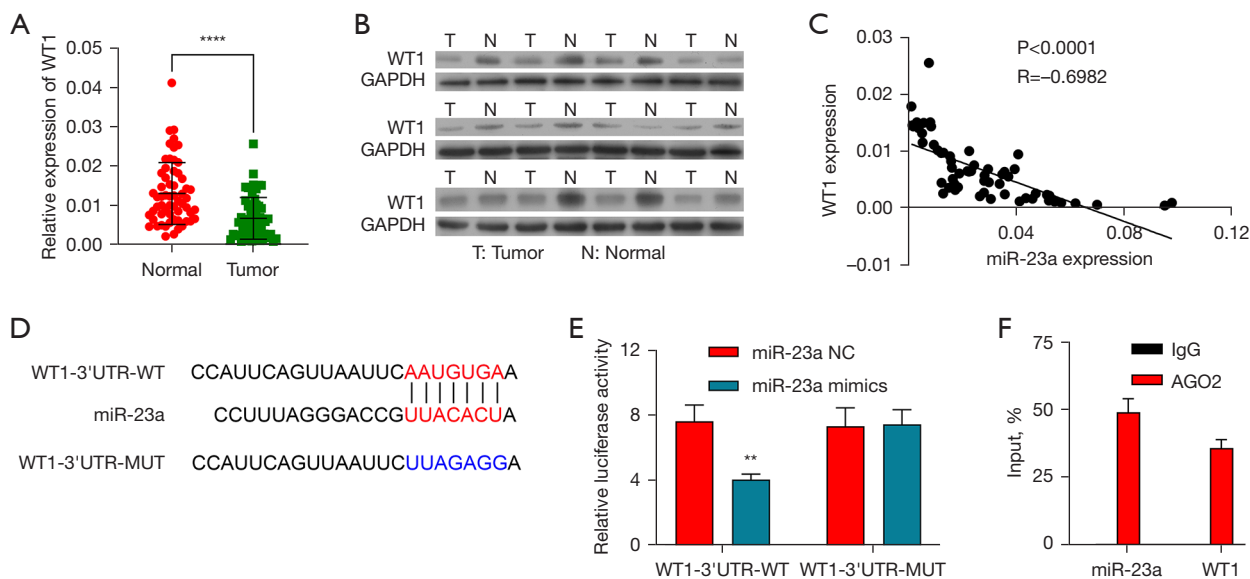 A
Relative expression of WT1
****
0.05
0.04
0.03
0.02
0.01
0.00
Normal Tumor
B
T N T N T N T N
WT1
GAPDH
T N T N T N T N
WT1
GAPDH
T N T N T N T N
WT1
GAPDH
T: Tumor N: Normal
C
WT1 expression
0.03
0.02
0.01
0.00
−0.01
P<0.0001
R=−0.6982
0.04 0.08 0.12
miR-23a expression
D
WT1-3'UTR-WT CCAUUCAGUUAAUUCAAUGUGAA
miR-23a CCUUUAGGGACCGUUACACUA
WT1-3'UTR-MUT CCAUUCAGUUAAUUCUUAGAGGA
E
Relative luciferase activity
12
8
4
0
miR-23a NC
miR-23a mimics
**
WT1-3'UTR-WT WT1-3'UTR-MUT
F
Input, %
75
50
25
0
IgG
AGO2
miR-23a WT1